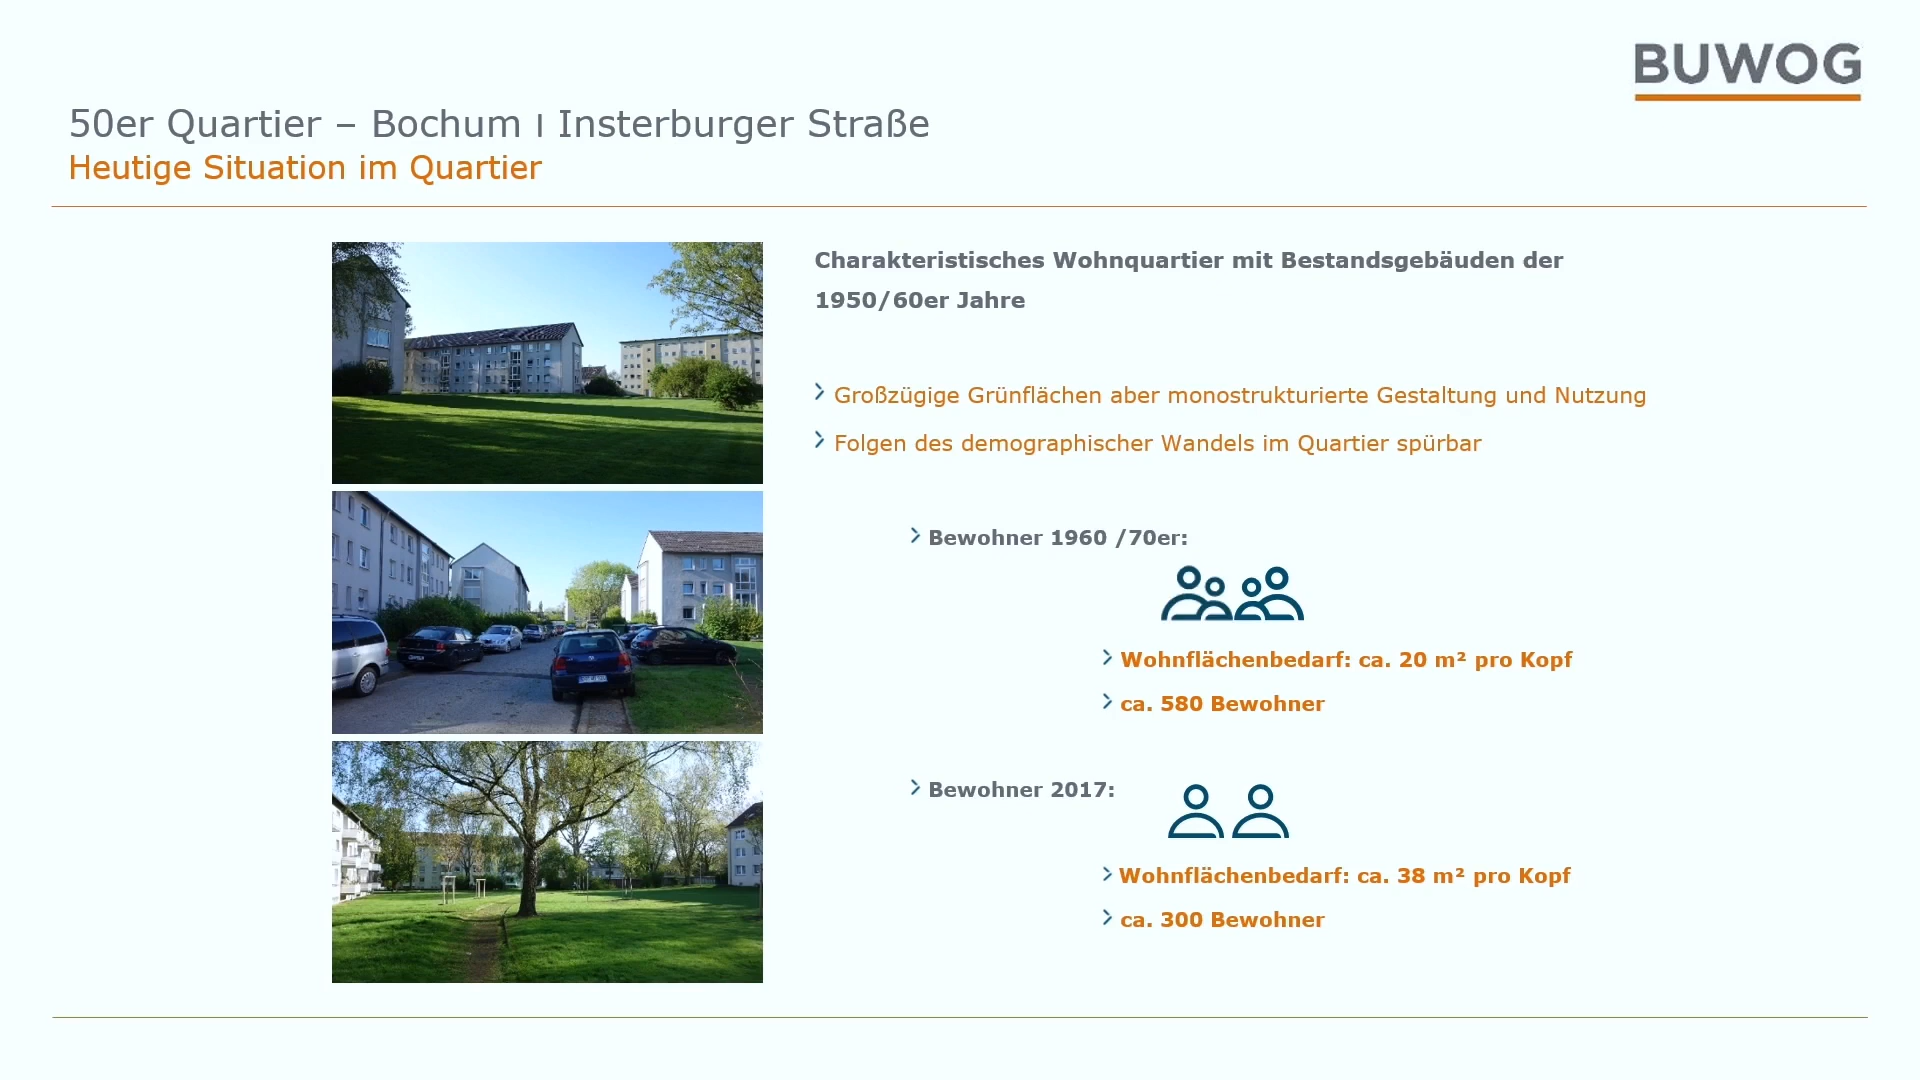 BUWOG
50er Quartier – Bochum I Insterburger Straße
Heutige Situation im Quartier
Charakteristisches Wohnquartier mit Bestandsgebäuden der
1950/60er Jahre
Großzügige Grünflächen aber monostrukturierte Gestaltung und Nutzung
Folgen des demographischer Wandels im Quartier spürbar
Bewohner 1960 /70er:
Wohnflächenbedarf: ca. 20 m² pro Kopf
ca. 580 Bewohner
Bewohner 2017:
Wohnflächenbedarf: ca. 38 m² pro Kopf
ca. 300 Bewohner